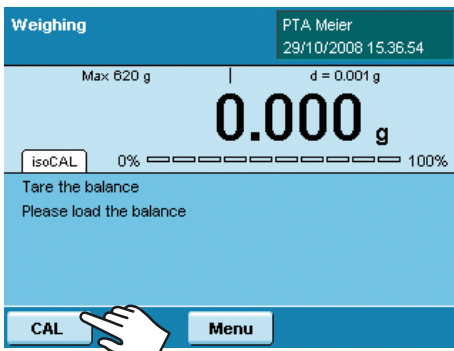 Weighing
PTA Meier
29/10/2008 15.36.54
Max 620 g
d = 0.001 g
0.000 g
isoCAL 0% 100%
Tare the balance
Please load the balance
CAL Menu